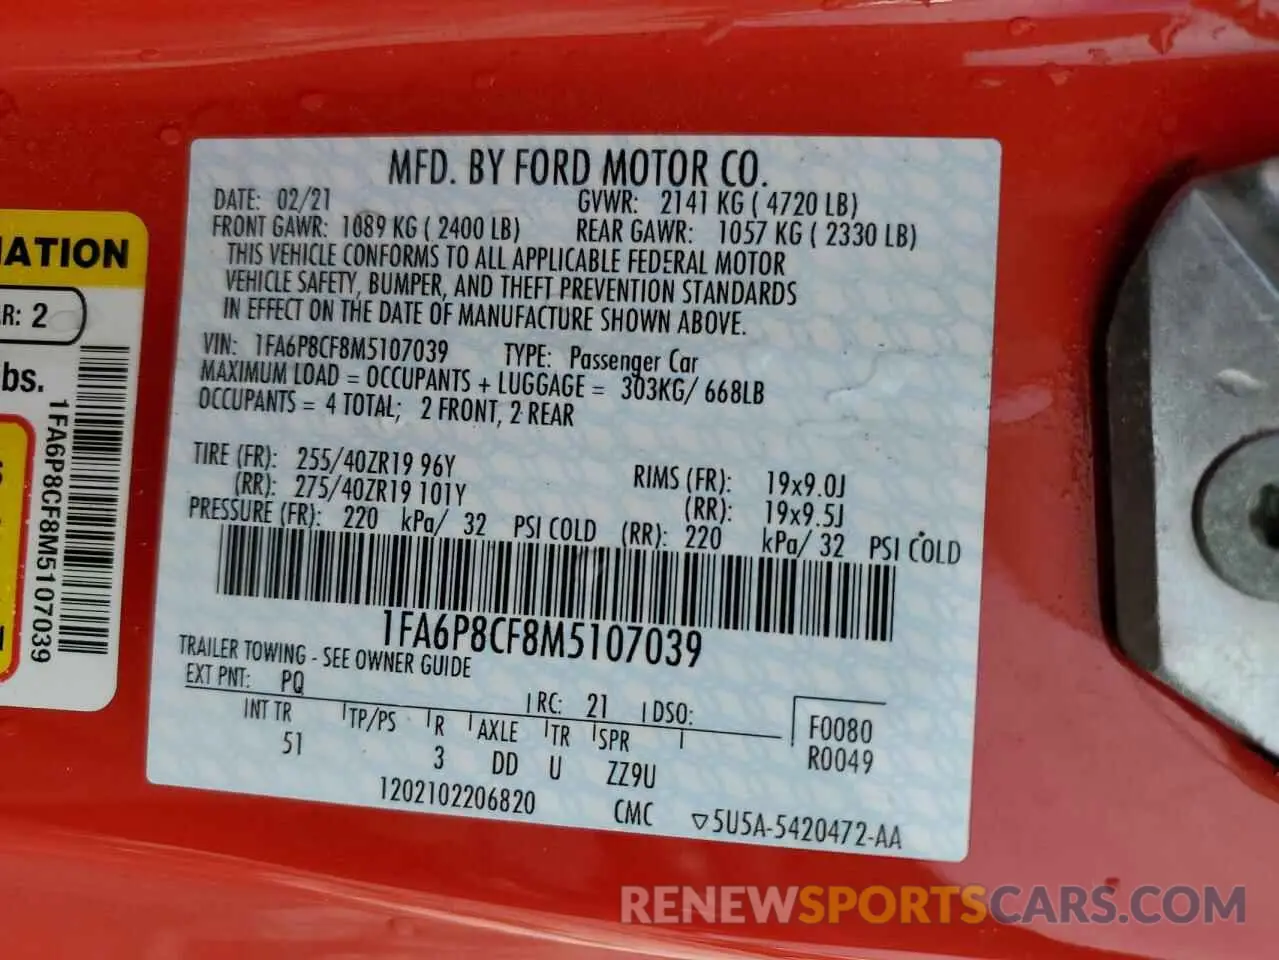 MFD. BY FORD MOTOR CO.
DATE: 02/21 GVWR: 2141 KG ( 4720 LB)
FRONT GAWR: 1089 KG ( 2400 LB) REAR GAWR: 1057 KG ( 2330 LB)
THIS VEHICLE CONFORMS TO ALL APPLICABLE FEDERAL MOTOR
VEHICLE SAFETY, BUMPER, AND THEFT PREVENTION STANDARDS
IN EFFECT ON THE DATE OF MANUFACTURE SHOWN ABOVE.
VIN: 1FA6P8CF8M5107039 TYPE: Passenger Car
MAXIMUM LOAD = OCCUPANTS + LUGGAGE = 303KG/ 668LB
OCCUPANTS = 4 TOTAL; 2 FRONT, 2 REAR
TIRE (FR): 255/40ZR19 96Y RIMS (FR): 19x9.0J
(RR): 275/40ZR19 101Y (RR): 19x9.5J
PRESSURE (FR): 220 kPa/ 32 PSI COLD (RR): 220 kPa/ 32 PSI COLD
1FA6P8CF8M5107039
TRAILER TOWING - SEE OWNER GUIDE
EXT PNT: PQ RC: 21 DSO:
INT TR TP/PS R AXLE TR SPR F0080
51 3 DD U ZZ9U R0049
1202102206820 CMC ▽5U5A-5420472-AA
IATION
R: 2
bs.
1FA6P8CF8M5107039
RENEWSPORTSCARS.COM